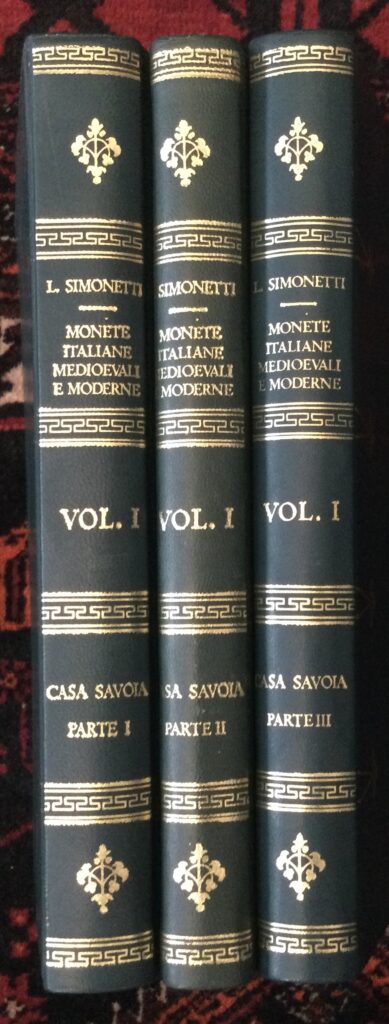 L. SIMONETTI
MONETE
ITALIANE
MEDIOEVALI
E MODERNE
VOL. I
CASA SAVOIA
PARTE I
SIMONETTI
MONETE
ITALIANE
MEDIOEVALI
MODERNE
VOL. I
SA SAVOIA
PARTE II
L. SIMONETTI
MONETE
ITALIANE
MEDIOEVALI
E MODERNE
VOL. I
CASA SAVOIA
PARTE III